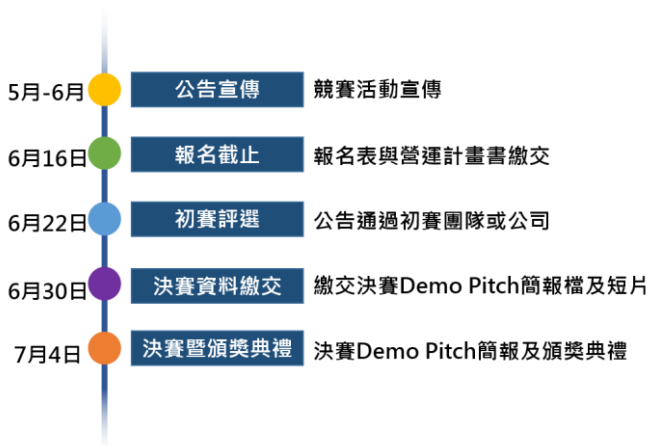 5月-6月 公告宣傳 競賽活動宣傳
6月16日 報名截止 報名表與營運計畫書繳交
6月22日 初賽評選 公告通過初賽團隊或公司
6月30日 決賽資料繳交 繳交決賽Demo Pitch簡報檔及短片
7月4日 決賽暨頒獎典禮 決賽Demo Pitch簡報及頒獎典禮